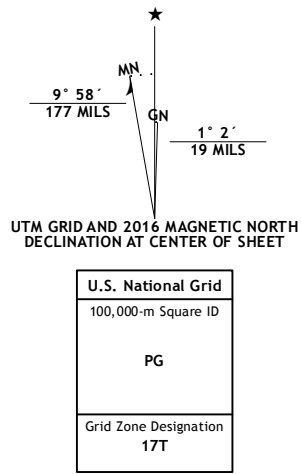 ★
MN
GN
9° 58´
177 MILS
1° 2´
19 MILS
UTM GRID AND 2016 MAGNETIC NORTH
DECLINATION AT CENTER OF SHEET
U.S. National Grid
100,000-m Square ID
PG
Grid Zone Designation
17T